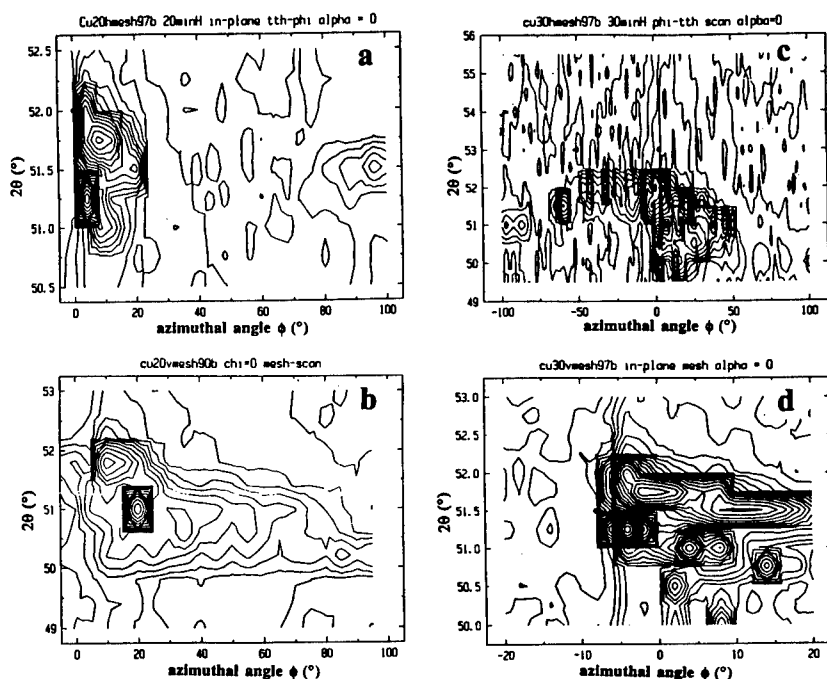 Cu20hmesh97b 20minH in-plane tth-phi alpha = 0
a
52.5
52.0
51.5
51.0
50.5
2θ (°)
0 20 40 60 80 100
azimuthal angle ϕ (°)
cu30hmesh97b 30minH phi-tth scan alpha=0
c
56
55
54
53
52
51
50
49
2θ (°)
-100 -50 0 50 100
azimuthal angle ϕ (°)
cu20vmesh90b chi=0 mesh-scan
b
53
52
51
50
49
2θ (°)
0 20 40 60 80 100
azimuthal angle ϕ (°)
cu30vmesh97b in-plane mesh alpha = 0
d
53.0
52.5
52.0
51.5
51.0
50.5
50.0
2θ (°)
-20 -10 0 10 20
azimuthal angle ϕ (°)